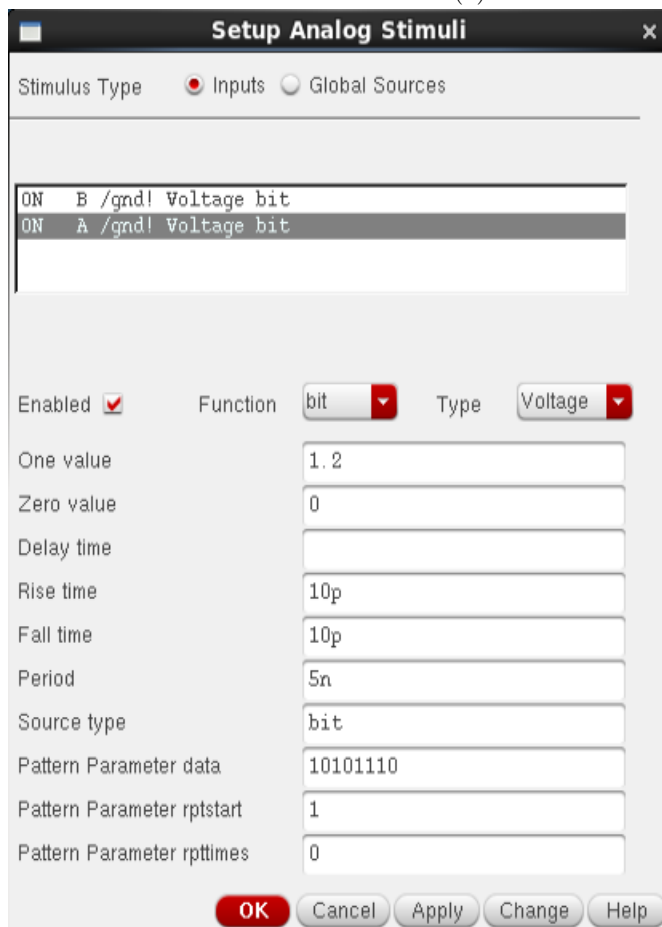 Setup Analog Stimuli
Stimulus Type Inputs Global Sources
ON B /gnd! Voltage bit
ON A /gnd! Voltage bit
Enabled Function bit Type Voltage
One value 1.2
Zero value 0
Delay time
Rise time 10p
Fall time 10p
Period 5n
Source type bit
Pattern Parameter data 10101110
Pattern Parameter rptstart 1
Pattern Parameter rpttimes 0
OK Cancel Apply Change Help